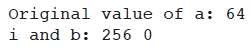 Original value of a: 64
i and b: 256 0